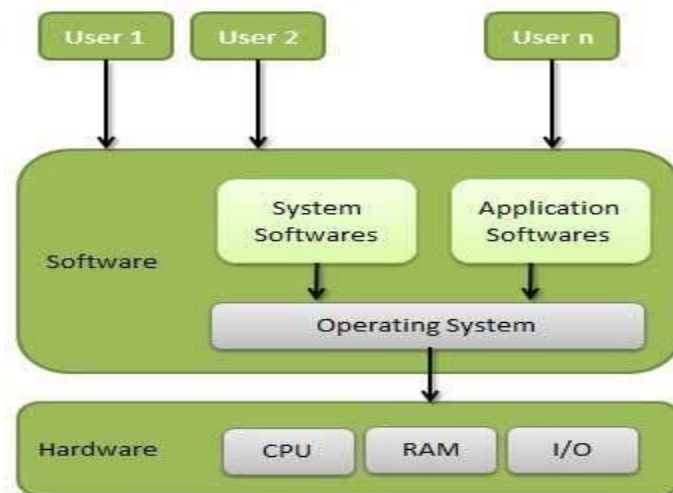 User 1
User 2
User n
System
Softwares
Application
Softwares
Software
Operating System
Hardware
CPU
RAM
I/O